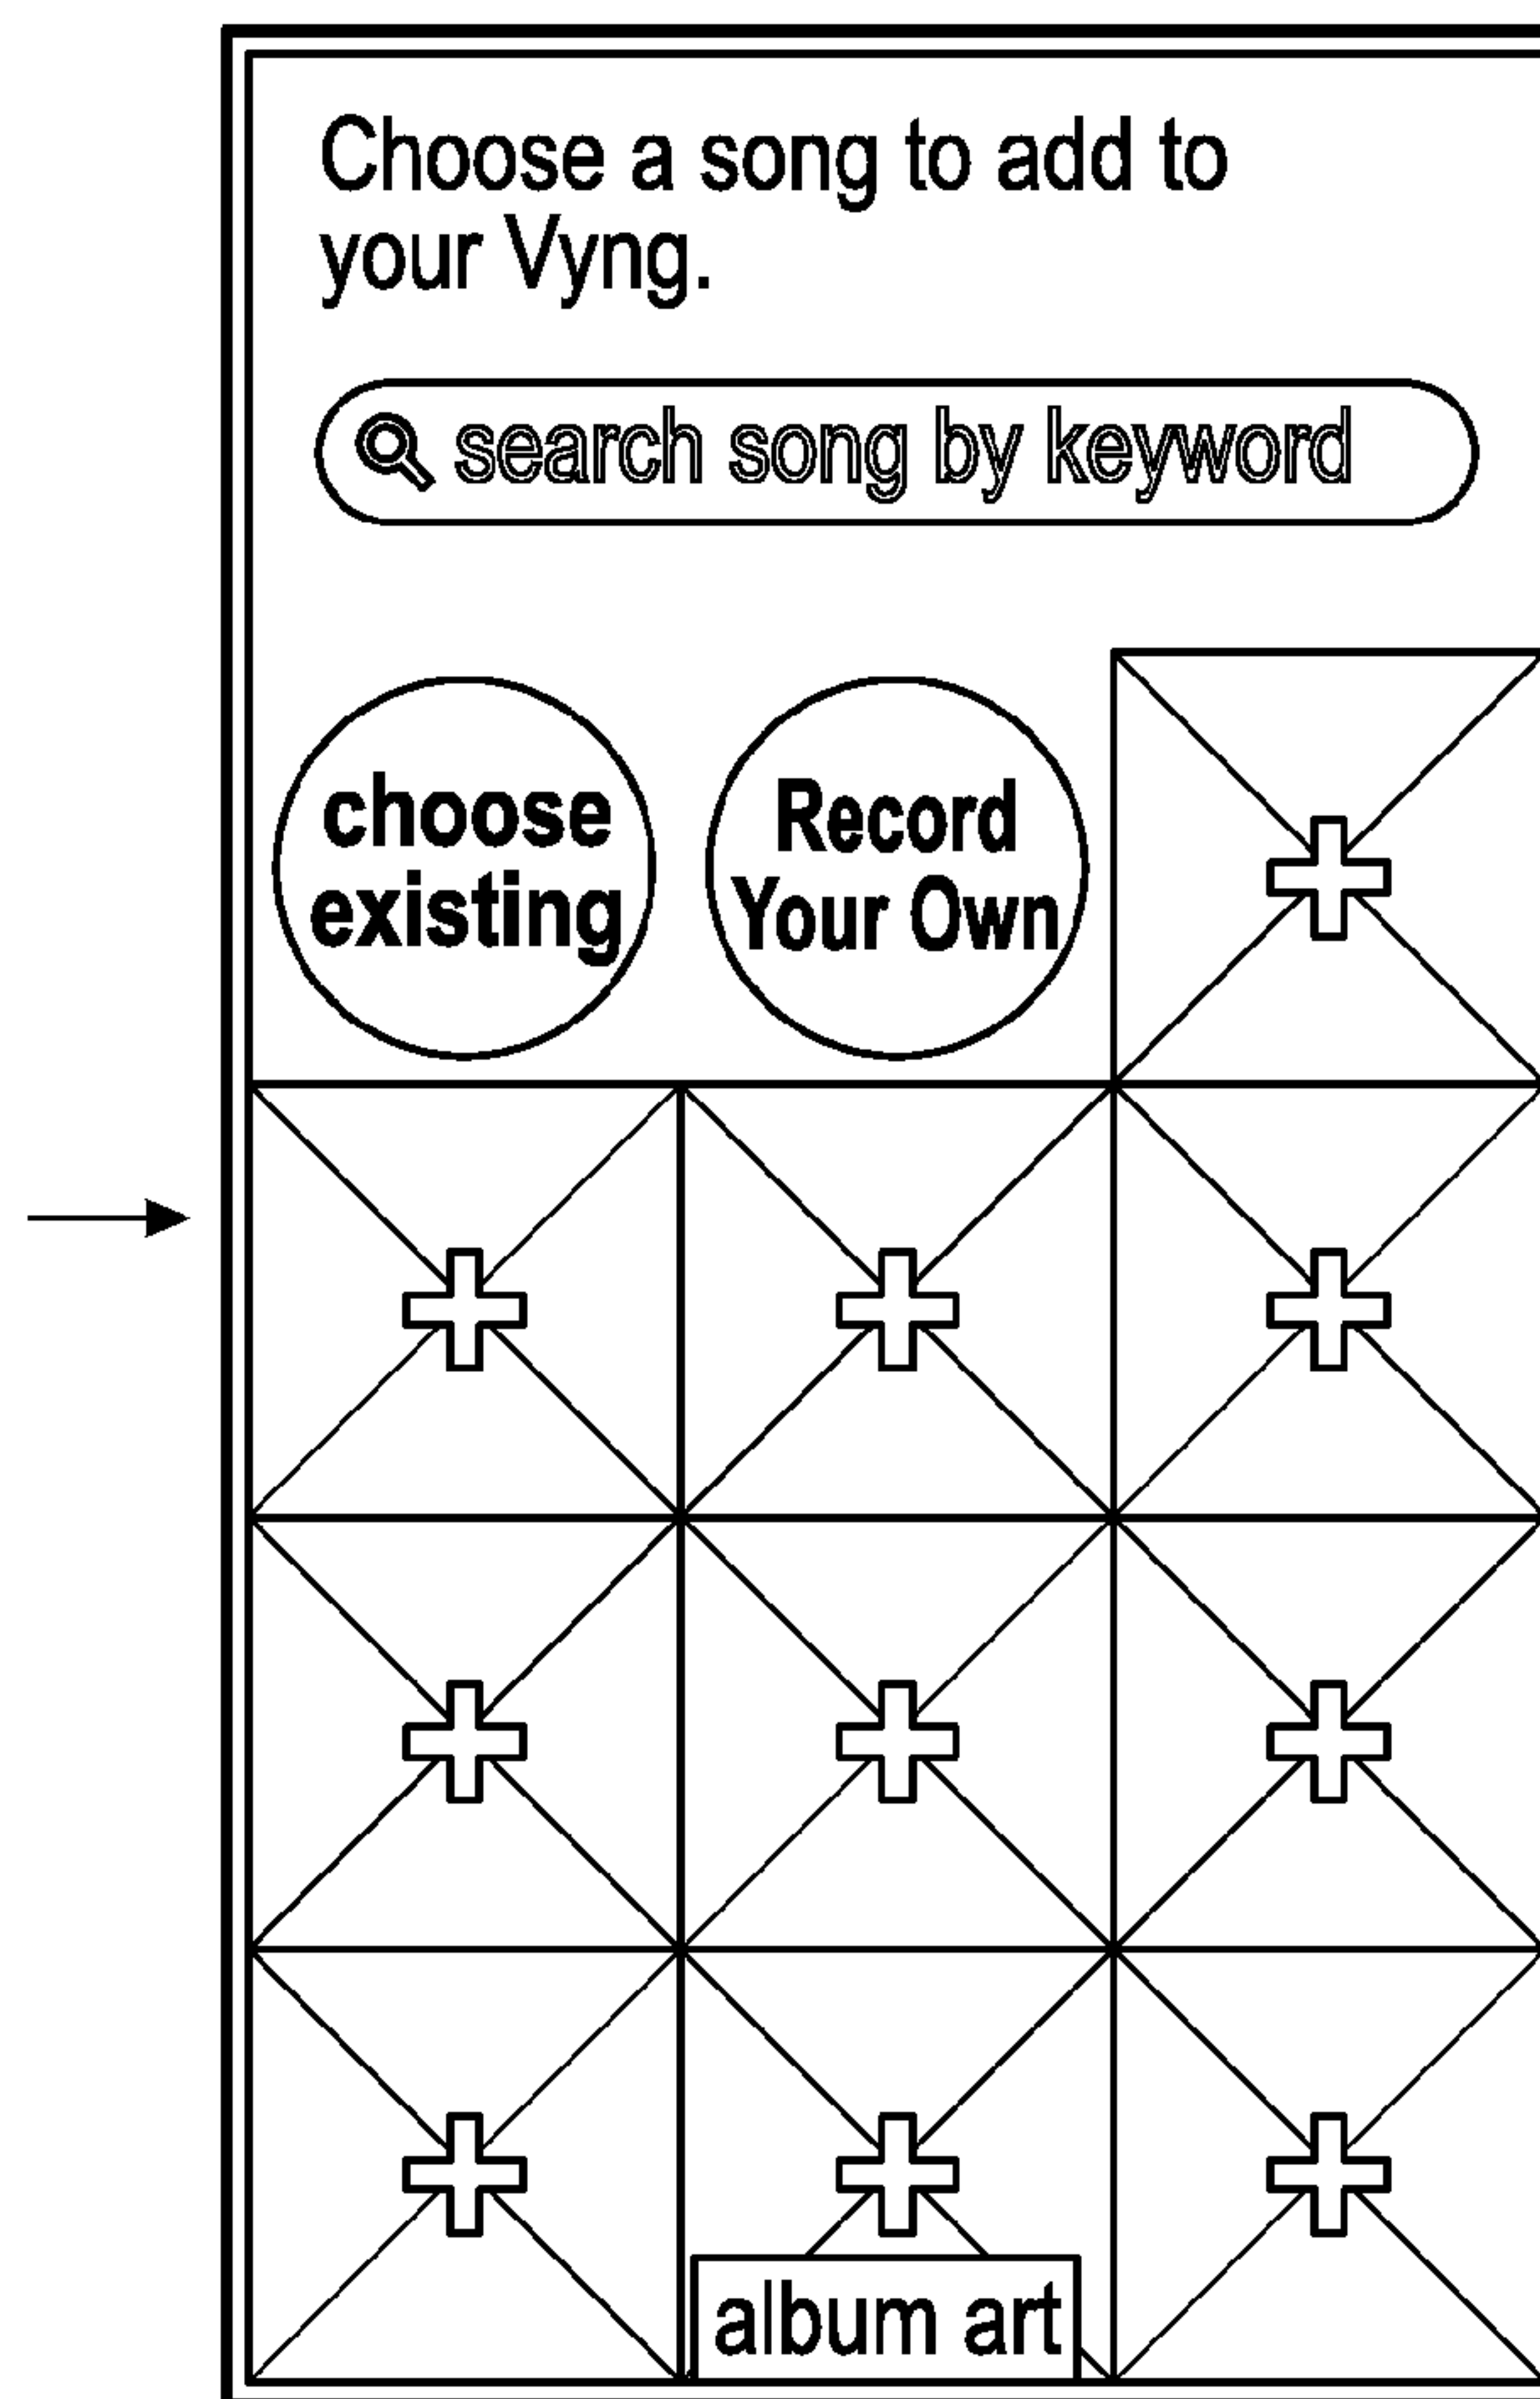 Choose a song to add to
your Vyng.
search song by keyword
choose
existing
Record
Your Own
album art